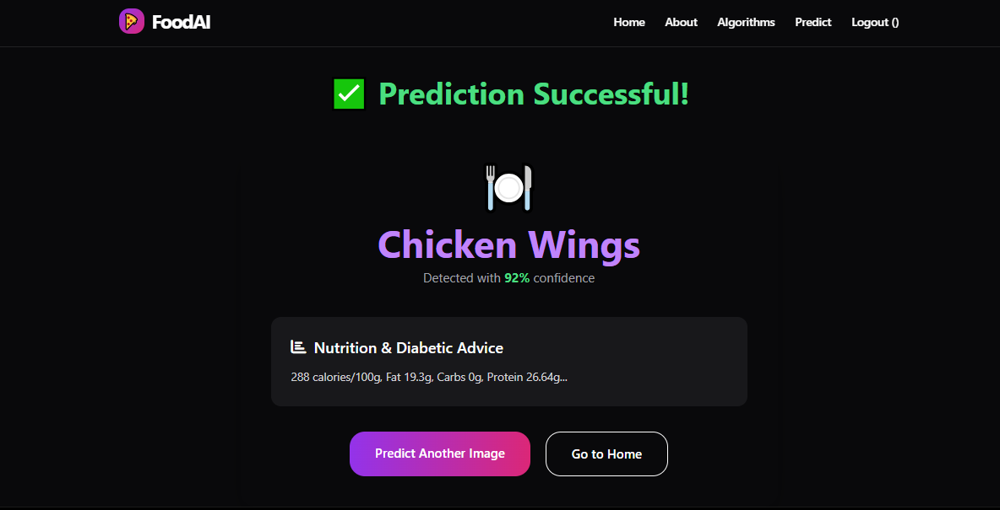 FoodAI
Home About Algorithms Predict Logout ()
Prediction Successful!
Chicken Wings
Detected with 92% confidence
Nutrition & Diabetic Advice
288 calories/100g, Fat 19.3g, Carbs 0g, Protein 26.64g...
Predict Another Image
Go to Home